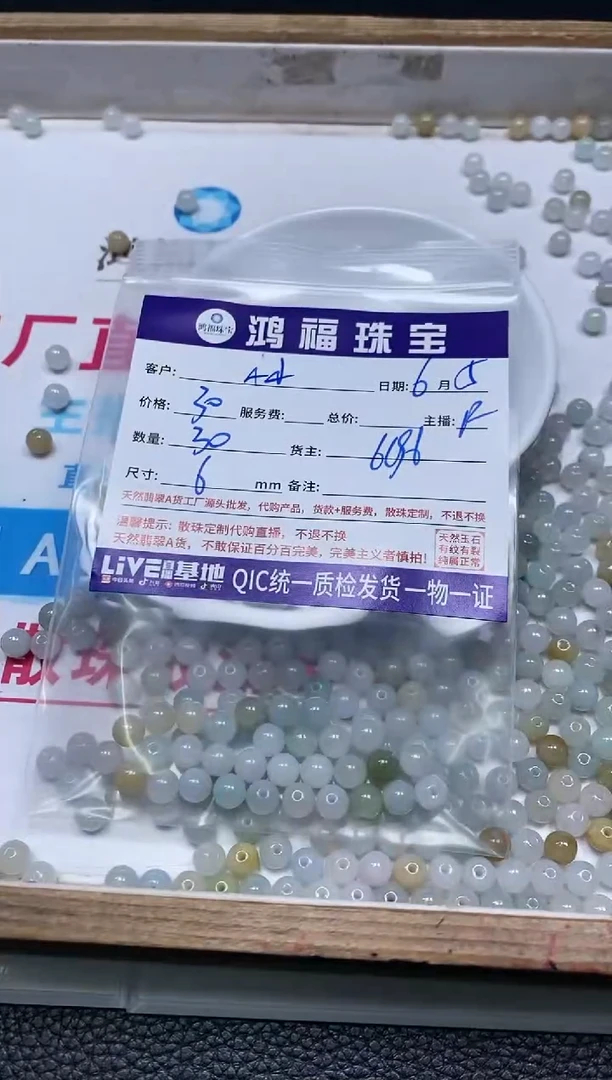 鸿福珠宝 鸿福珠宝
客户: 日期: 6 月 5
价格: 30 服务费: 总价: 主播:
数量: 30 货主:
尺寸: 6 mm 备注:
天然翡翠A货工厂源头批发，代购产品，货款+服务费，散珠定制，不退不换
温馨提示: 散珠定制代购直播，不退不换
天然翡翠A货，不敢保证百分百完美，完美主义者慎拍!
天然玉石
有纹有裂
纯属正常
LIVE 直播 基地 QIC统一质检发货 一物一证
厂直
A
散珠